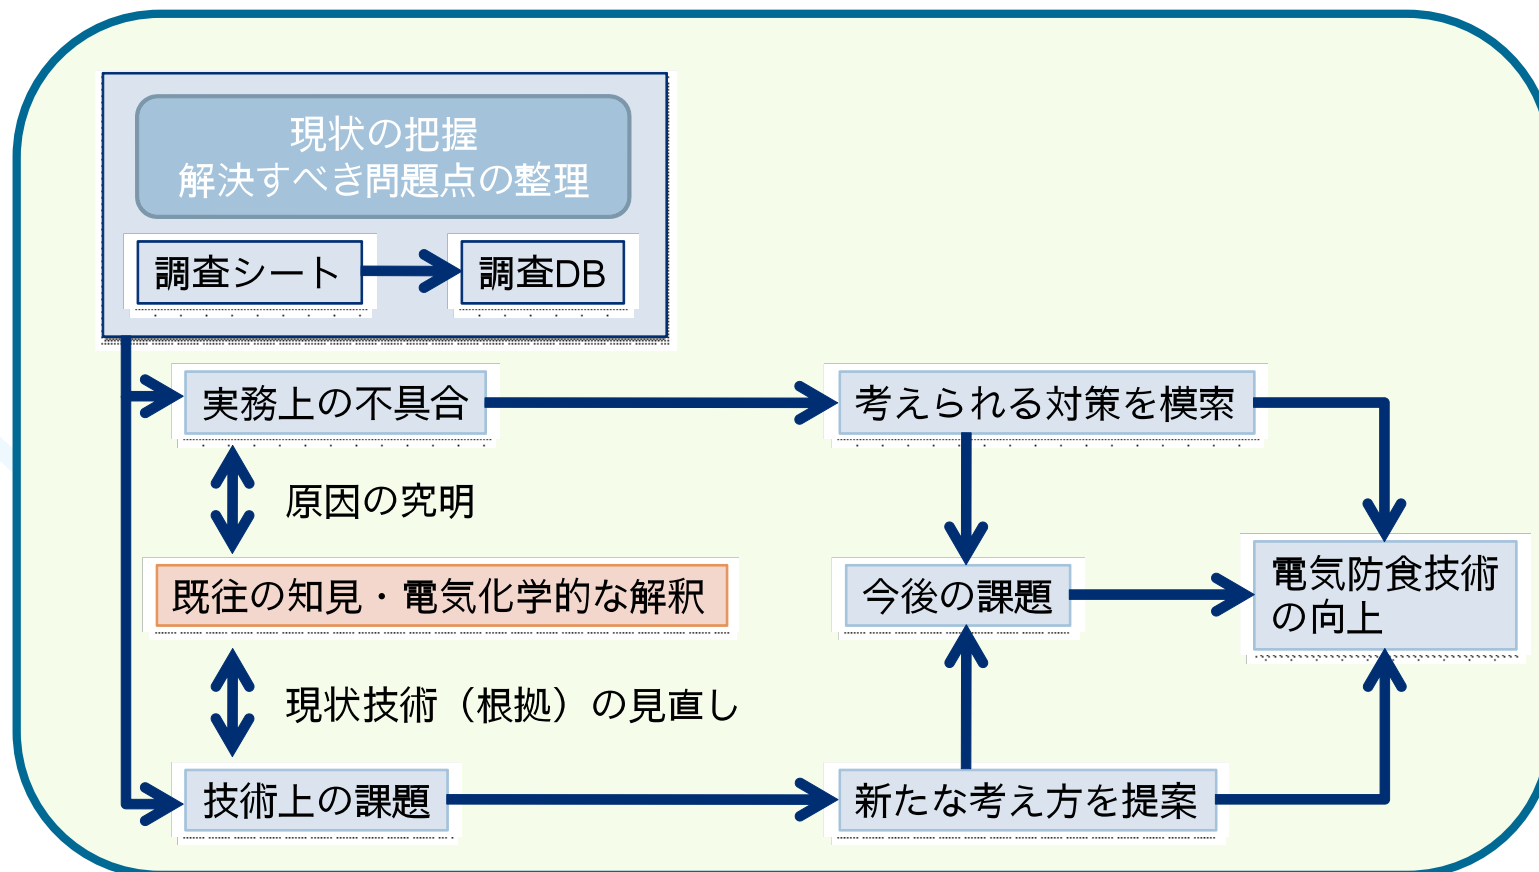 現状の把握
解決すべき問題点の整理
調査シート
調査DB
実務上の不具合
考えられる対策を模索
原因の究明
既往の知見・電気化学的な解釈
今後の課題
電気防食技術
の向上
現状技術（根拠）の見直し
技術上の課題
新たな考え方を提案